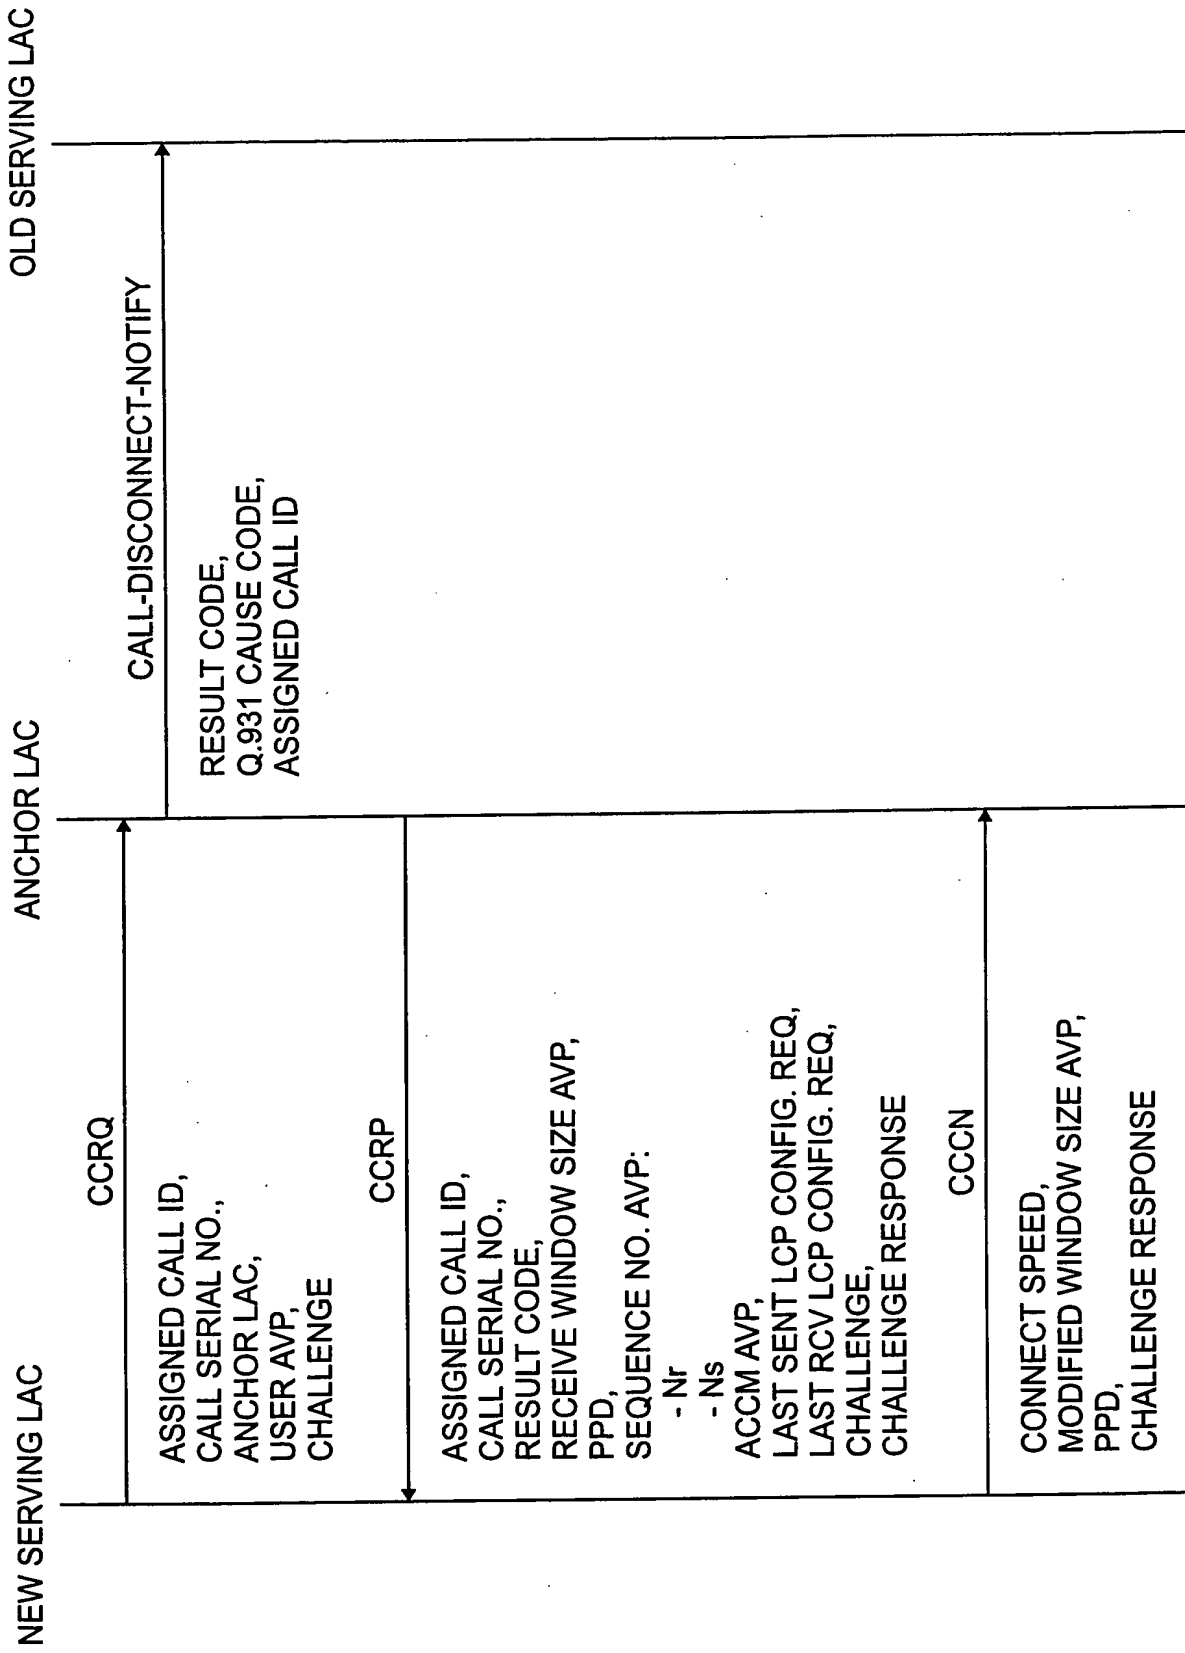 NEW SERVING LAC
ANCHOR LAC
OLD SERVING LAC
CCRQ
ASSIGNED CALL ID,
CALL SERIAL NO.,
ANCHOR LAC,
USER AVP,
CHALLENGE
CALL-DISCONNECT-NOTIFY
RESULT CODE,
Q.931 CAUSE CODE,
ASSIGNED CALL ID
CCRP
ASSIGNED CALL ID,
CALL SERIAL NO.,
RESULT CODE,
RECEIVE WINDOW SIZE AVP,
PPD,
SEQUENCE NO. AVP:
- Nr
- Ns
ACCM AVP,
LAST SENT LCP CONFIG. REQ,
LAST RCV LCP CONFIG. REQ,
CHALLENGE,
CHALLENGE RESPONSE
CCCN
CONNECT SPEED,
MODIFIED WINDOW SIZE AVP,
PPD,
CHALLENGE RESPONSE